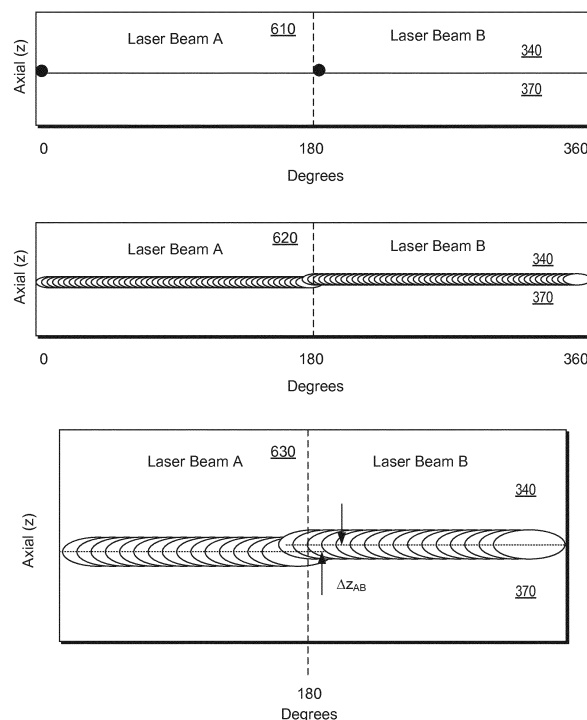 Laser Beam A
610
Laser Beam B
340
370
Axial (z)
0
180
360
Degrees
Laser Beam A
620
Laser Beam B
340
370
Axial (z)
0
180
360
Degrees
Laser Beam A
630
Laser Beam B
340
370
Axial (z)
ΔzAB
180
Degrees